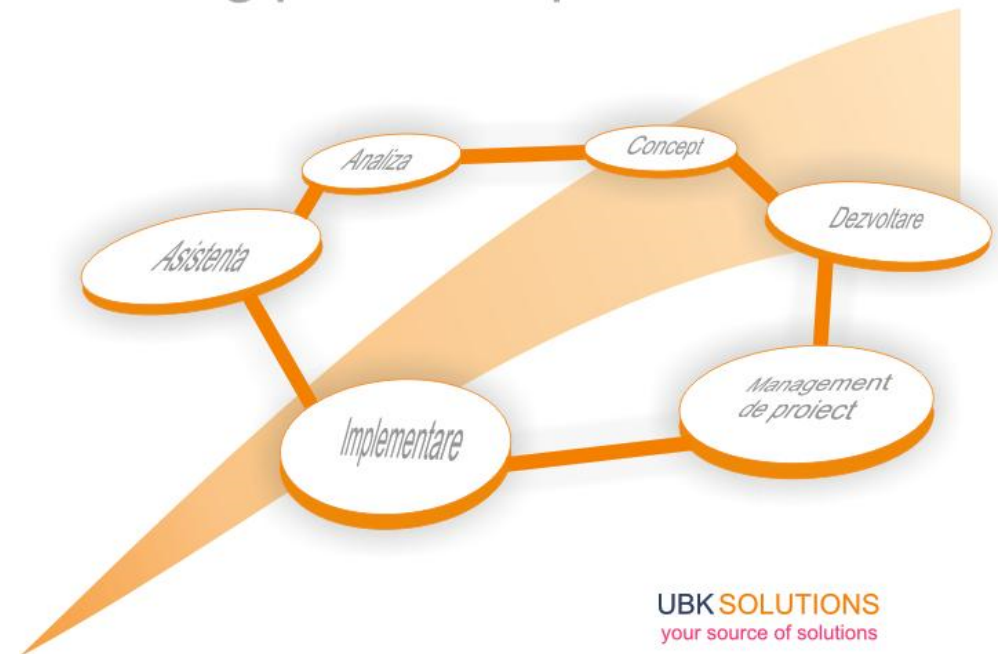 Analiza
Concept
Asistenta
Dezvoltare
Management
de proiect
Implementare
UBK SOLUTIONS
your source of solutions